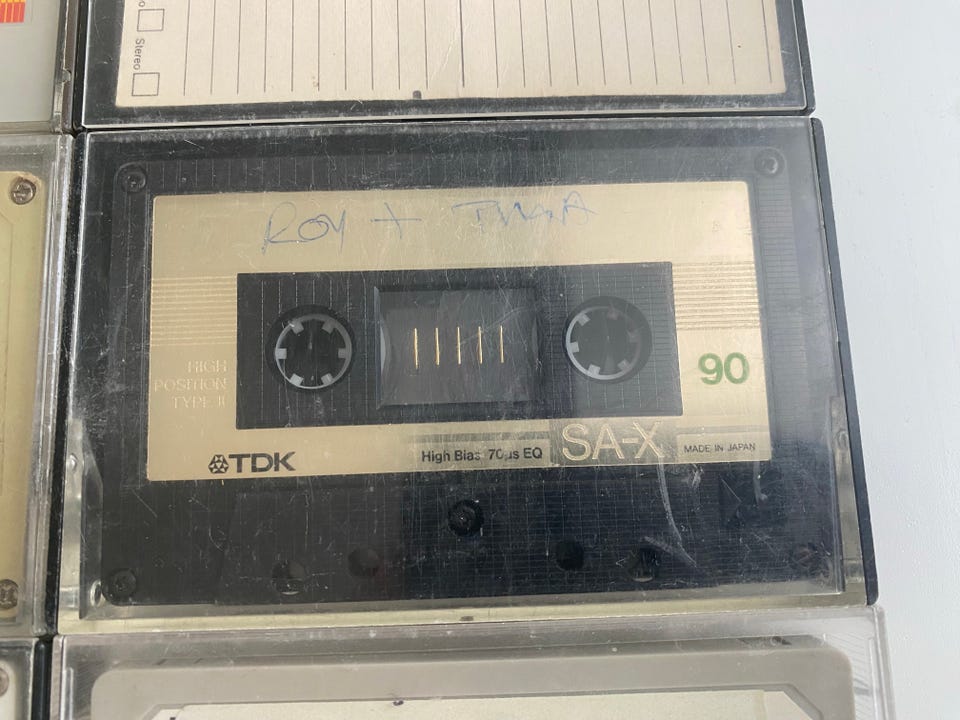 Stereo
ROY +
HIGH
POSITION
TYPE II
90
TDK
High Bias 70µs EQ
SA-X
MADE IN JAPAN